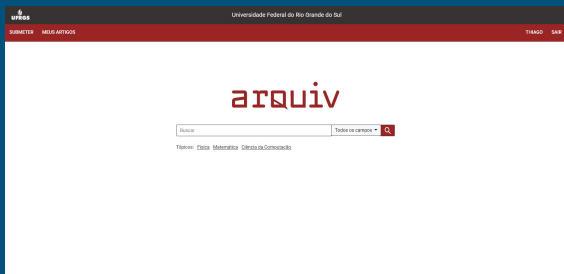 UFRGS
Universidade Federal do Rio Grande do Sul
SUBMETER MEUS ARTIGOS THIAGO SAIR
arquiv
Buscar Todos os campos
Tópicos: Física Matemática Ciência da Computação